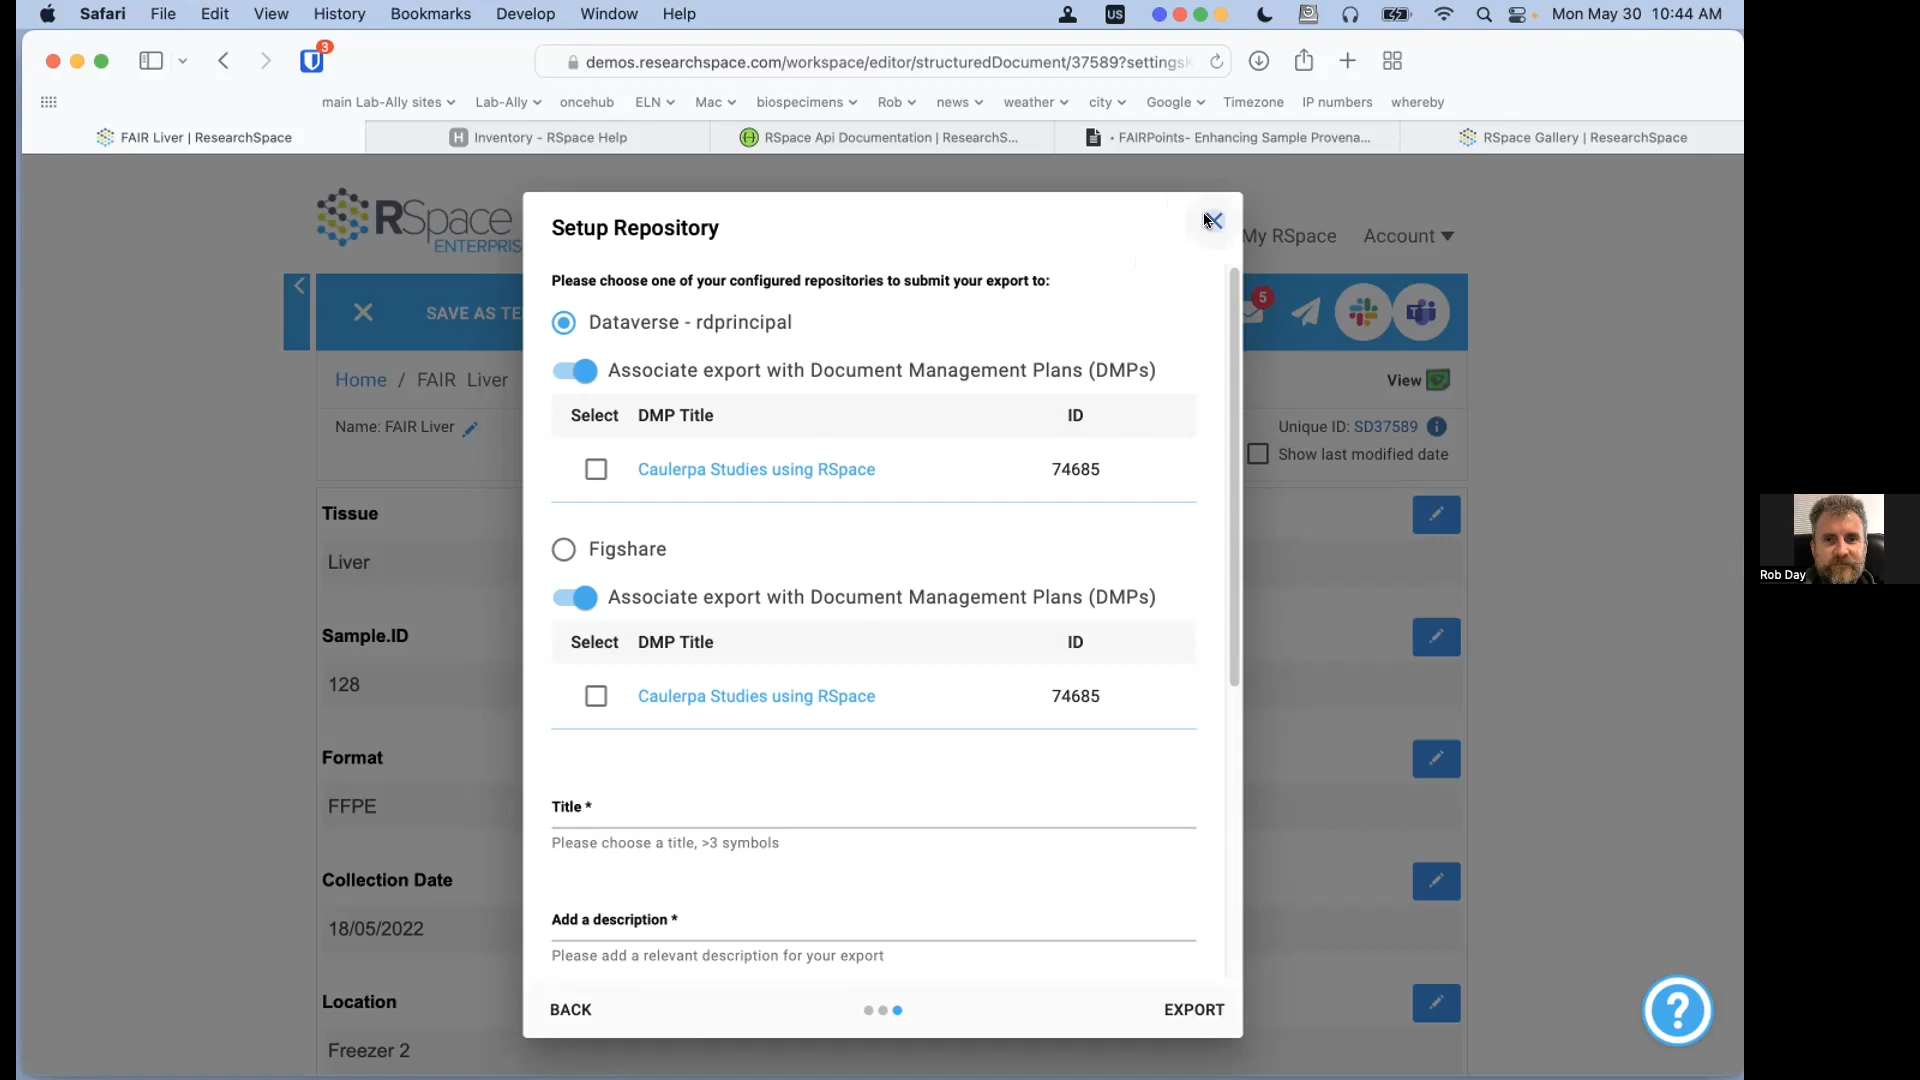 Safari File Edit View History Bookmarks Develop Window Help US Mon May 30 10:44 AM
3 demos.researchspace.com/workspace/editor/structuredDocument/37589?settings
main Lab-Ally sites Lab-Ally oncehub ELN Mac biospecimens Rob news weather city Google Timezone IP numbers whereby
FAIR Liver | ResearchSpace H Inventory - RSpace Help RSpace Api Documentation | ResearchS... • FAIRPoints- Enhancing Sample Provena... RSpace Gallery | ResearchSpace
RSpace
ENTERPRIS
My RSpace Account
SAVE AS TE
5
Home / FAIR Liver
View
Name: FAIR Liver
Unique ID: SD37589
Show last modified date
Tissue
Liver
Sample.ID
128
Format
FFPE
Collection Date
18/05/2022
Location
Freezer 2
Setup Repository
Please choose one of your configured repositories to submit your export to:
Dataverse - rdprincipal
Associate export with Document Management Plans (DMPs)
Select DMP Title ID
Caulerpa Studies using RSpace 74685
Figshare
Associate export with Document Management Plans (DMPs)
Select DMP Title ID
Caulerpa Studies using RSpace 74685
Title *
Please choose a title, >3 symbols
Add a description *
Please add a relevant description for your export
BACK EXPORT
?
Rob Day